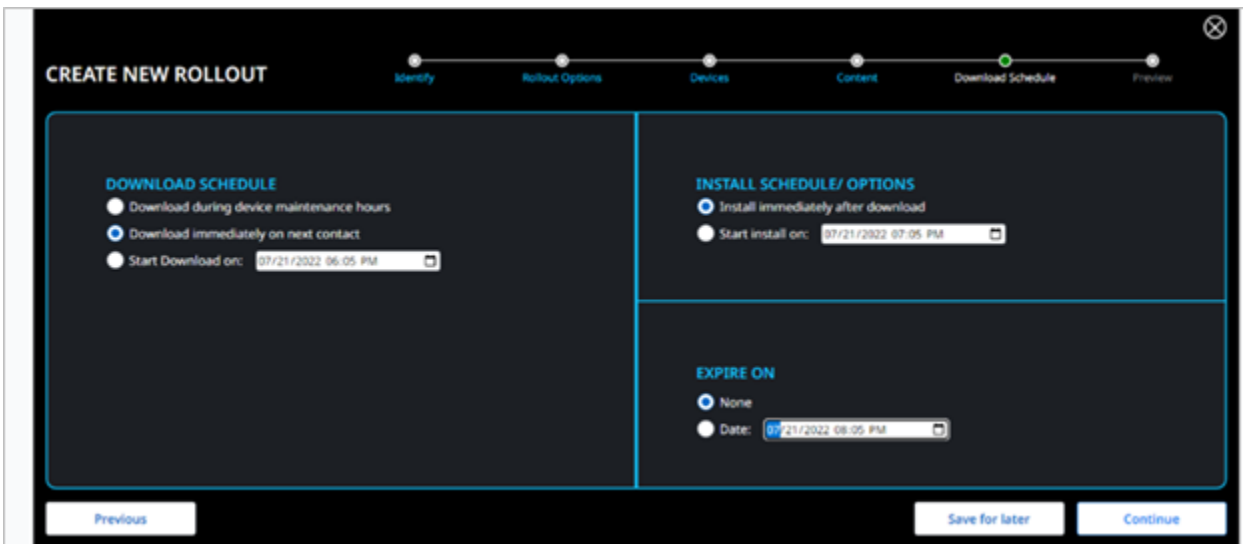 CREATE NEW ROLLOUT
Identify
Rollout Options
Devices
Content
Download Schedule
Preview
DOWNLOAD SCHEDULE
Download during device maintenance hours
Download immediately on next contact
Start Download on: 07/21/2022 06:05 PM
INSTALL SCHEDULE/ OPTIONS
Install immediately after download
Start install on: 07/21/2022 07:05 PM
EXPIRE ON
None
Date: 07/21/2022 08:05 PM
Previous
Save for later
Continue